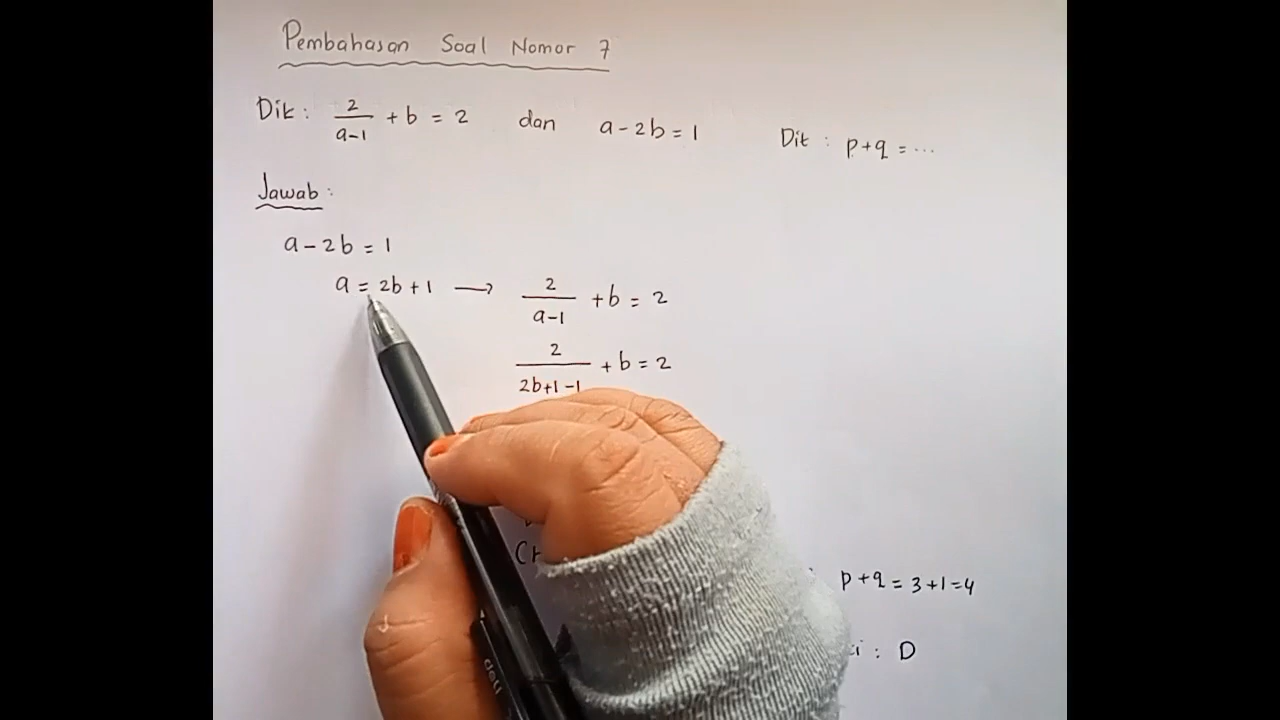 Pembahasan Soal Nomor 7
Dik : 2/(a-1) + b = 2 dan a - 2b = 1 Dit : p+q = ...
Jawab :
a - 2b = 1
a = 2b + 1 → 2/(a-1) + b = 2
2/(2b+1-1) + b = 2
p+q = 3+1=4
: D
deli